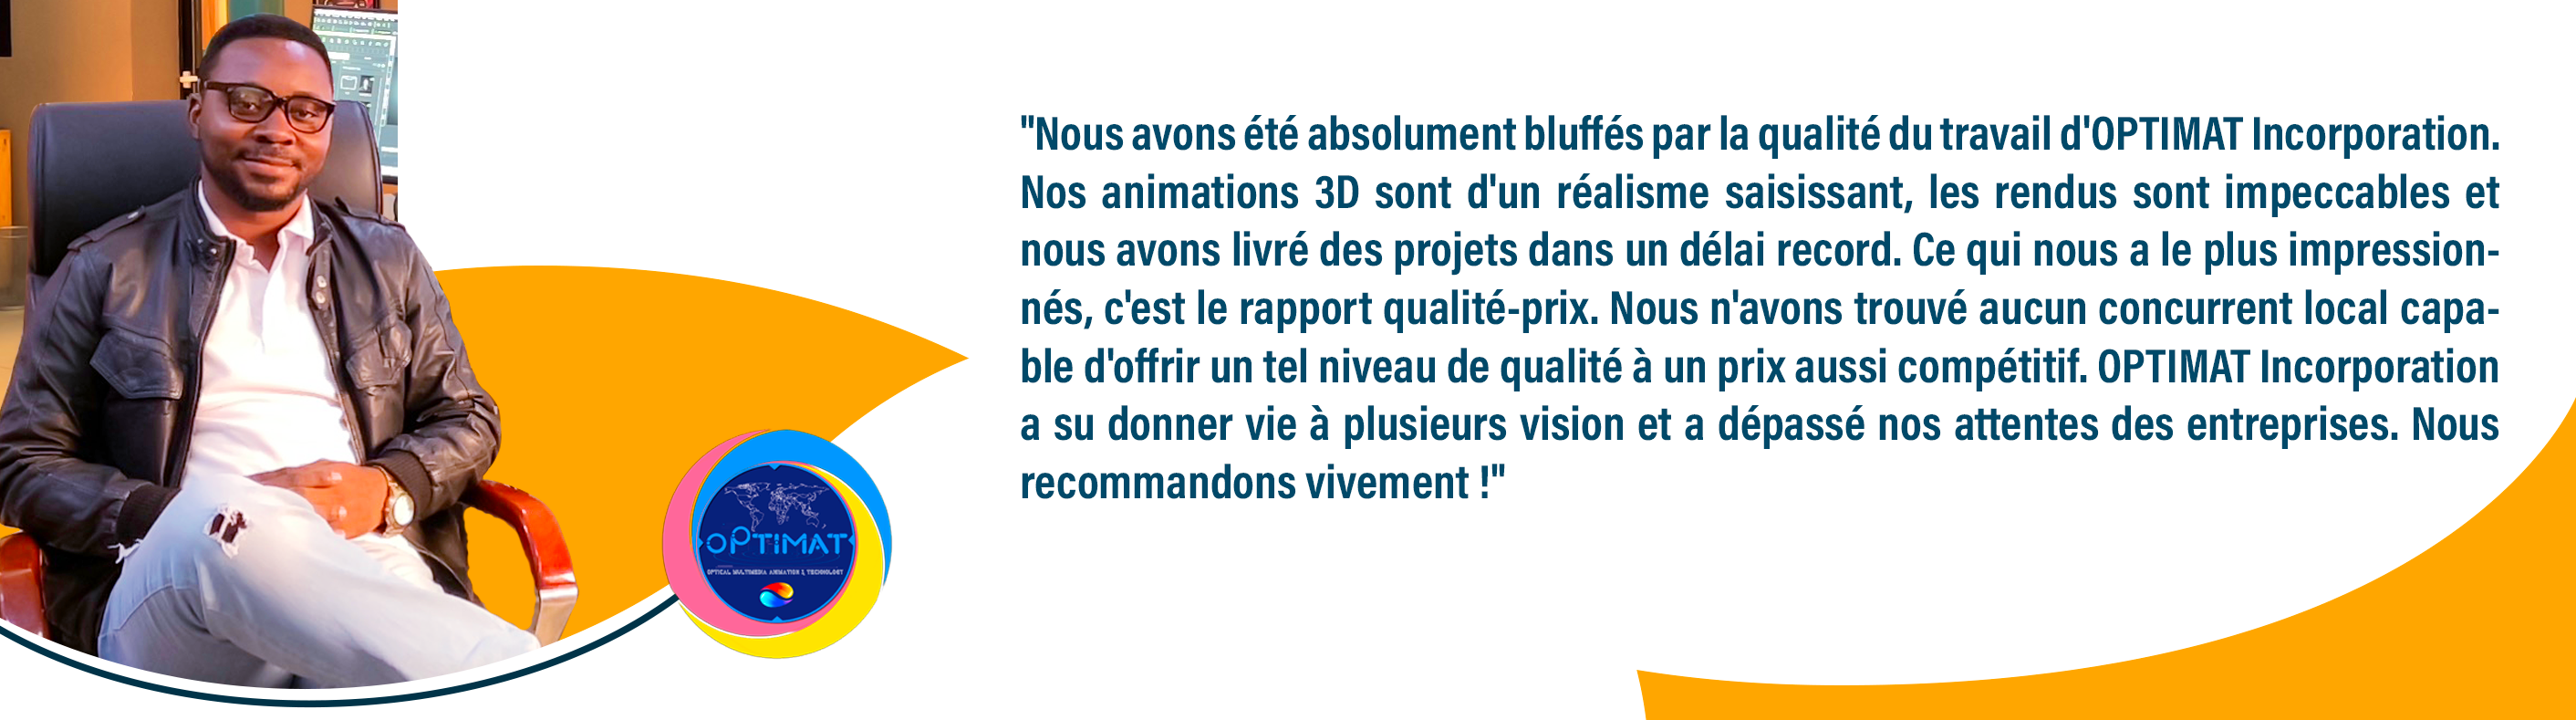 "Nous avons été absolument bluffés par la qualité du travail d'OPTIMAT Incorporation.
Nos animations 3D sont d'un réalisme saisissant, les rendus sont impeccables et
nous avons livré des projets dans un délai record. Ce qui nous a le plus impression-
nés, c'est le rapport qualité-prix. Nous n'avons trouvé aucun concurrent local capa-
ble d'offrir un tel niveau de qualité à un prix aussi compétitif. OPTIMAT Incorporation
a su donner vie à plusieurs vision et a dépassé nos attentes des entreprises. Nous
recommandons vivement !"
OPTIMAT
OPTICAL MULTIMEDIA ANIMATION & TECHNOLOGY